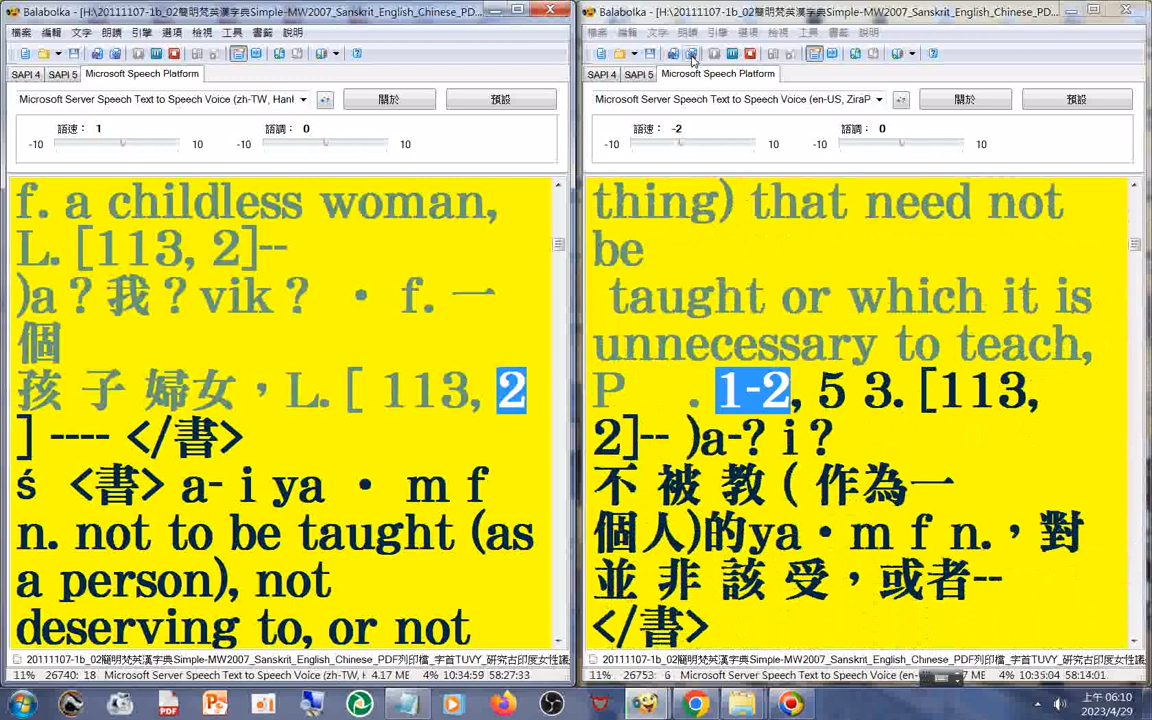 Balabolka - [H:\20111107-1b_02簡明梵英漢字典Simple-MW2007_Sanskrit_English_Chinese_PD...
檔案 編輯 文字 朗讀 引擎 選項 檢視 工具 書籤 說明
SAPI 4 SAPI 5 Microsoft Speech Platform
Microsoft Server Speech Text to Speech Voice (zh-TW, Hanl
關於 預設
語速： 1 語調： 0
-10 10 -10 10
f. a childless woman,
L. [113, 2]--
)a ? 我 ? vik ? • f. 一
個
孩 子 婦女，L. [ 113, 2
] ---- </書>
ś <書> a- i ya • m f
n. not to be taught (as
a person), not
deserving to, or not
20111107-1b_02簡明梵英漢字典Simple-MW2007_Sanskrit_English_Chinese_PDF列印檔_字首TUVY_研究古印度女性議
11% 26740: 18 Microsoft Server Speech Text to Speech Voice (zh-TW, H 4.17 ME 4% 10:34:59 58:27:33
Balabolka - [H:\20111107-1b_02簡明梵英漢字典Simple-MW2007_Sanskrit_English_Chinese_PD...
檔案 編輯 文字 朗讀 引擎 選項 檢視 工具 書籤 說明
SAPI 4 SAPI 5 Microsoft Speech Platform
Microsoft Server Speech Text to Speech Voice (en-US, ZiraP
關於 預設
語速： -2 語調： 0
-10 10 -10 10
thing) that need not
be
taught or which it is
unnecessary to teach,
P . 1-2, 5 3. [113,
2]-- )a-? i ?
不 被 教 ( 作為一
個人)的ya • m f n.，對
並 非 該 受，或者--
</書>
20111107-1b_02簡明梵英漢字典Simple-MW2007_Sanskrit_English_Chinese_PDF列印檔_字首TUVY_研究古印度女性議
11% 26753: 6 Microsoft Server Speech Text to Speech Voice (en- 4.17 ME 4% 10:35:04 58:14:01
上午 06:10
2023/4/29